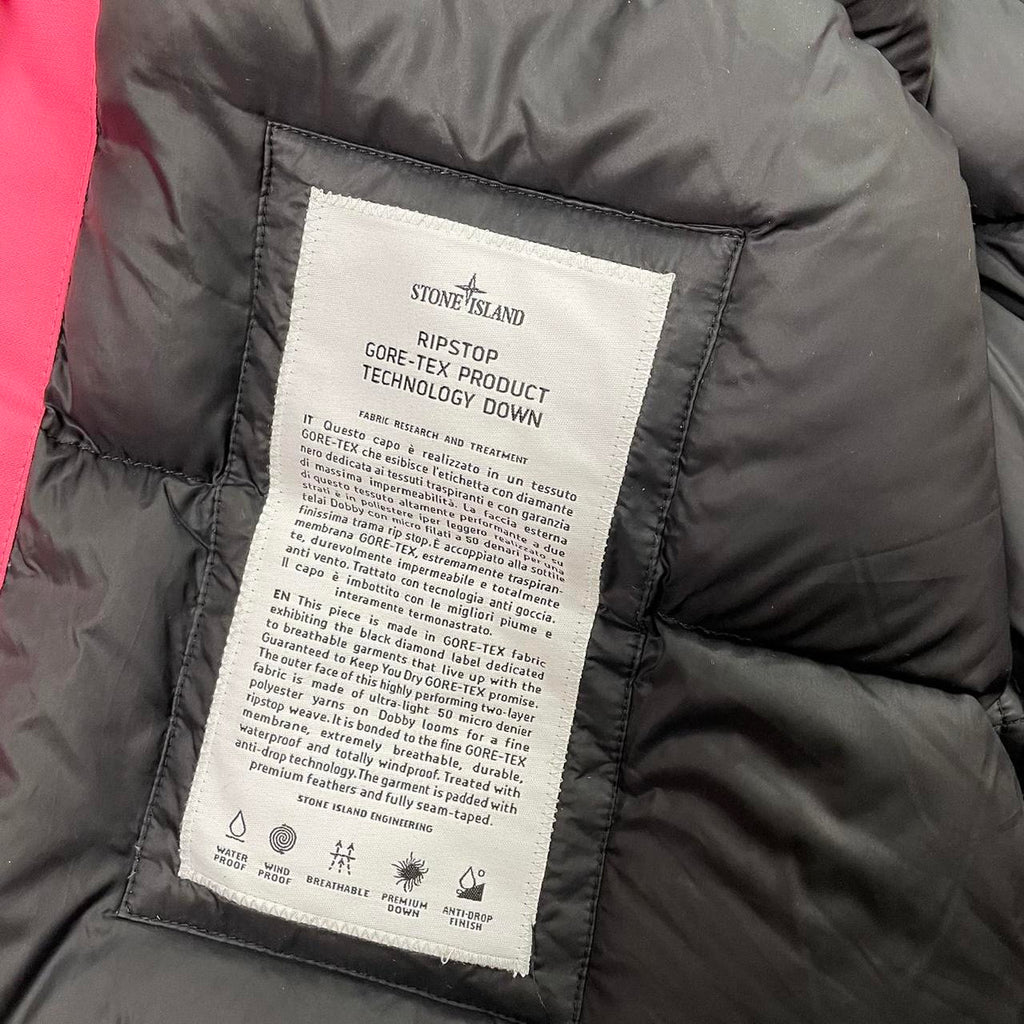 STONE ISLAND
RIPSTOP
GORE-TEX PRODUCT
TECHNOLOGY DOWN
FABRIC RESEARCH AND TREATMENT
IT Questo capo è realizzato in un tessuto
GORE-TEX che esibisce l'etichetta con diamante
nero dedicata ai tessuti traspiranti e con garanzia
di massima impermeabilità. La faccia esterna
di questo tessuto altamente performante a due
strati è in poliestere iper leggero realizzato su
telai Dobby con micro filati a 50 denari per una
finissima trama rip stop. È accoppiato alla sottile
membrana GORE-TEX, estremamente traspiran-
te, durevolmente impermeabile e totalmente
anti vento. Trattato con tecnologia anti goccia.
Il capo è imbottito con le migliori piume e
interamente termonastrato.
EN This piece is made in GORE-TEX fabric
exhibiting the black diamond label dedicated
to breathable garments that live up with the
Guaranteed to Keep You Dry GORE-TEX promise.
The outer face of this highly performing two-layer
fabric is made of ultra-light 50 micro denier
polyester yarns on Dobby looms for a fine
ripstop weave. It is bonded to the fine GORE-TEX
membrane, extremely breathable, durable,
waterproof and totally windproof. Treated with
anti-drop technology. The garment is padded with
premium feathers and fully seam-taped.
STONE ISLAND ENGINEERING
WATER
PROOF
WIND
PROOF
BREATHABLE
PREMIUM
DOWN
ANTI-DROP
FINISH